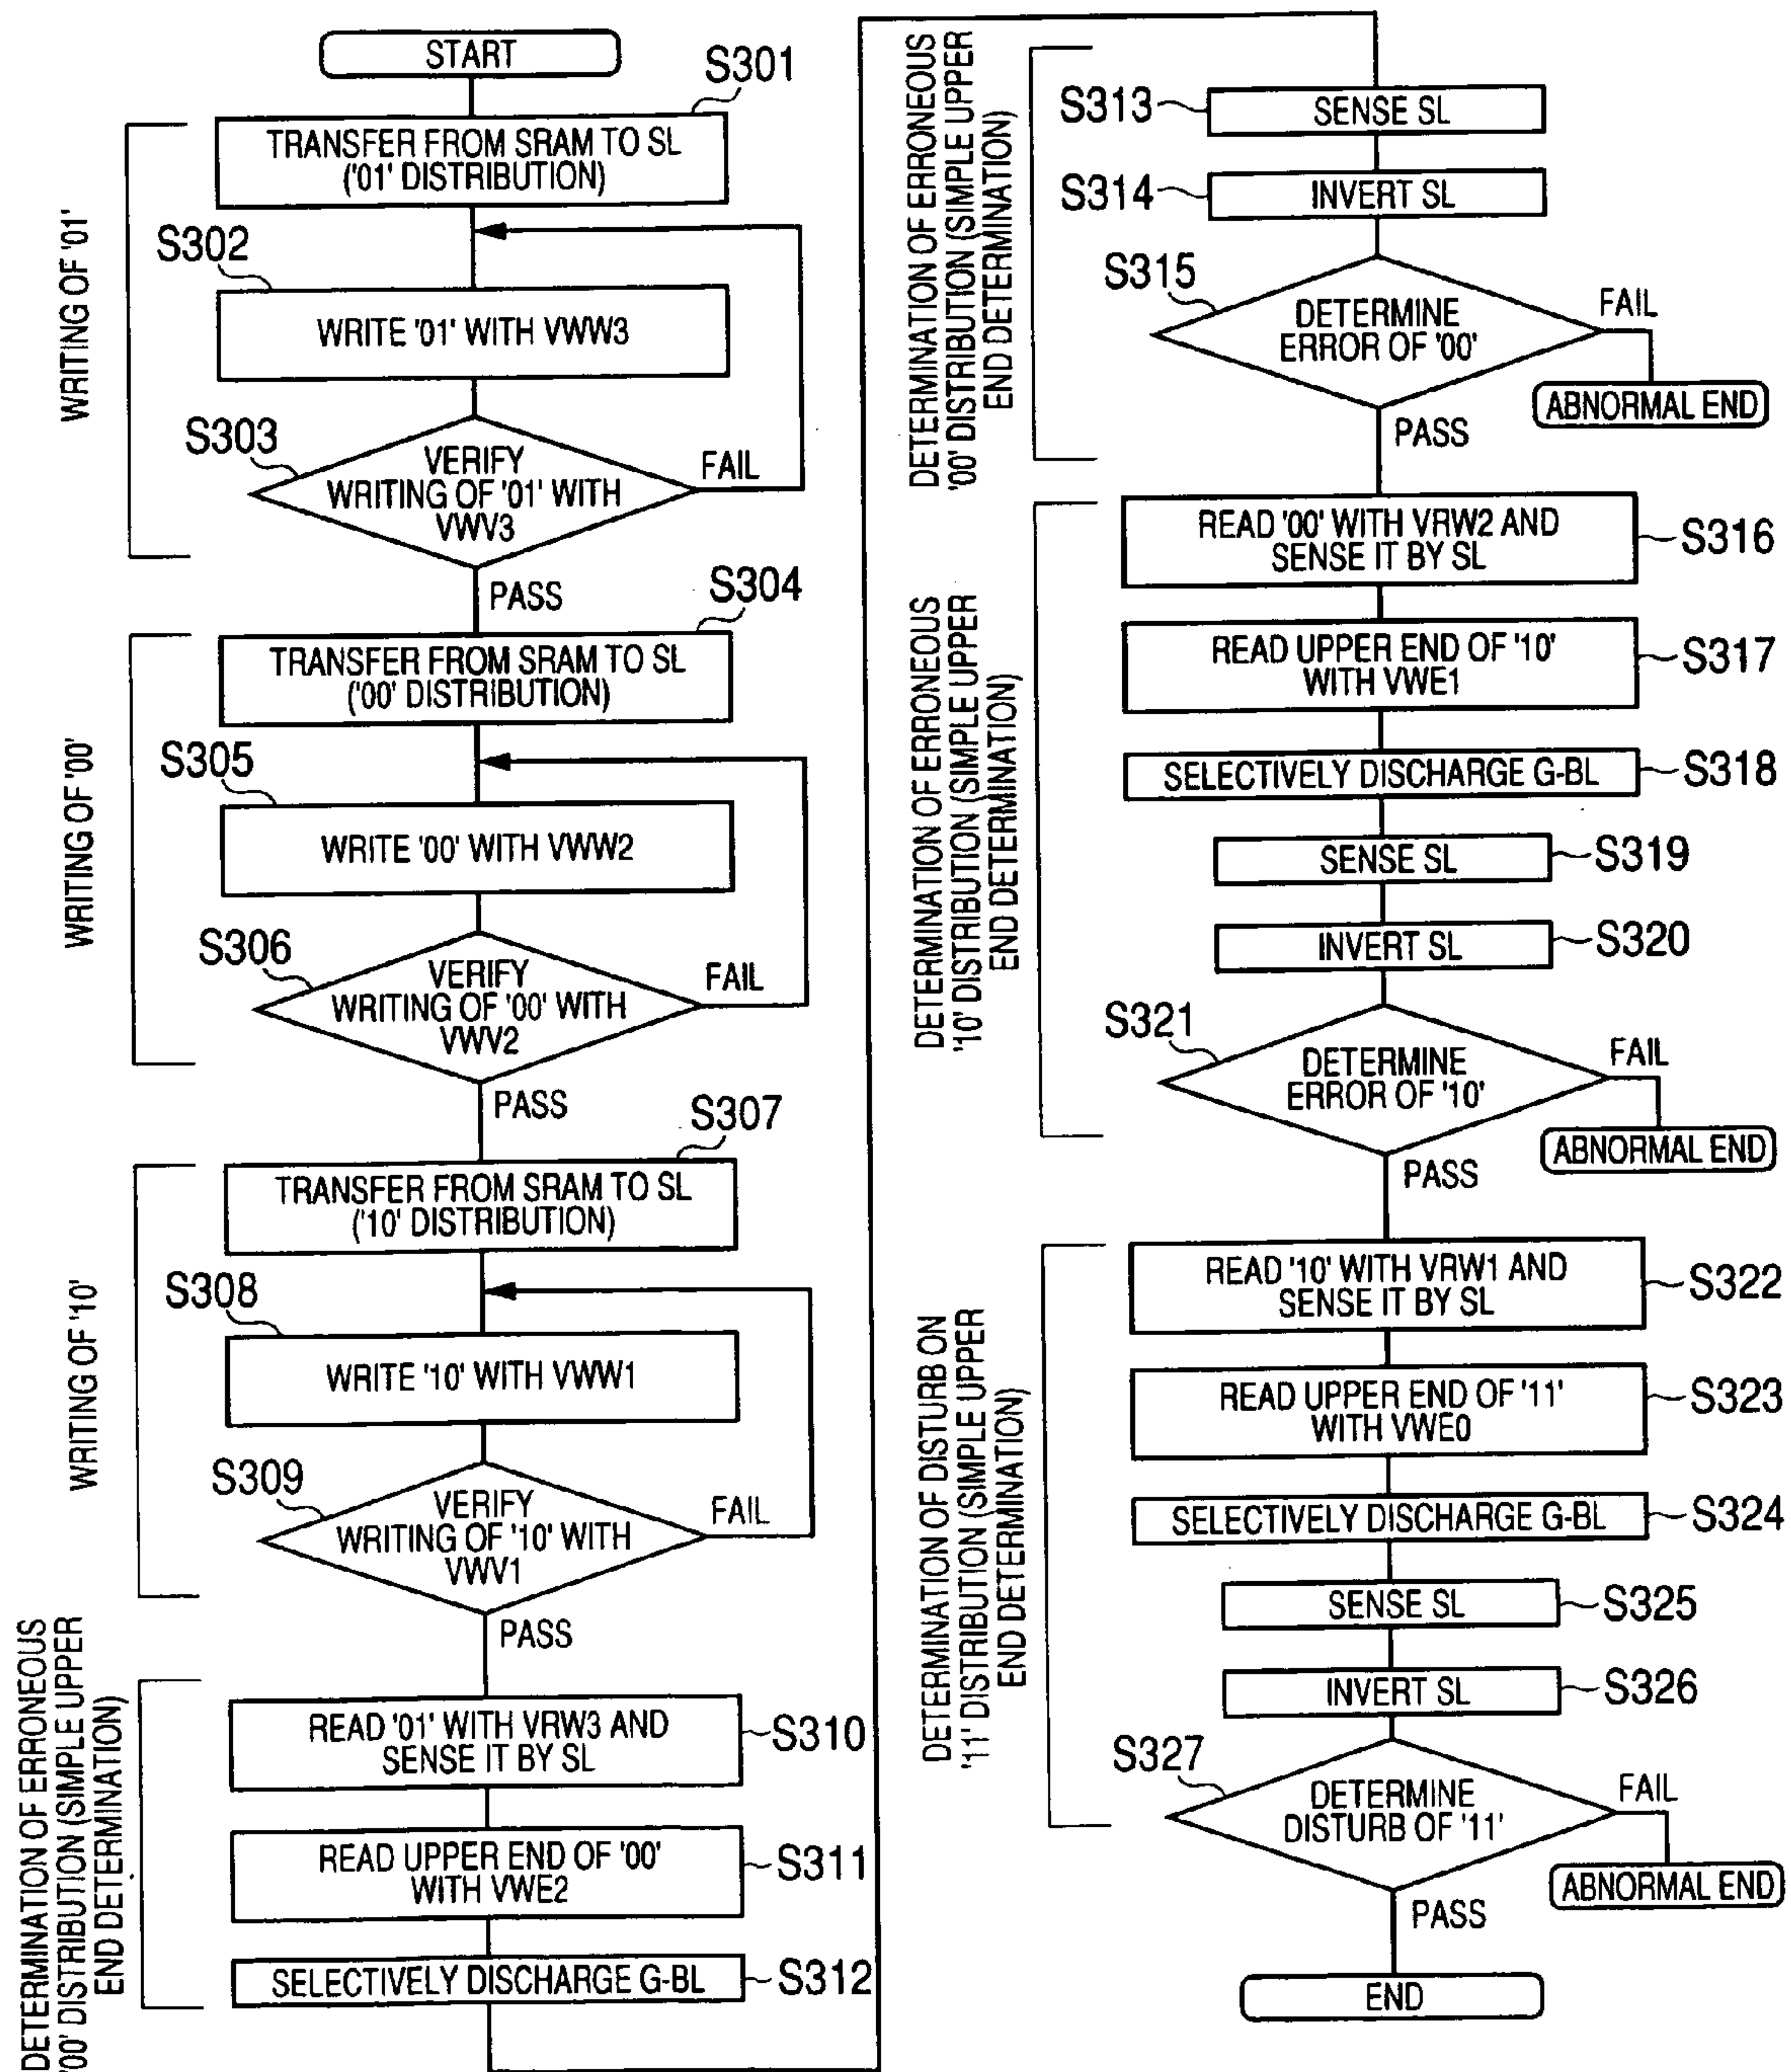 START
S301
TRANSFER FROM SRAM TO SL
('01' DISTRIBUTION)
WRITING OF '01'
S302
WRITE '01' WITH VWW3
S303
VERIFY
WRITING OF '01' WITH
VWV3
FAIL
PASS
S304
TRANSFER FROM SRAM TO SL
('00' DISTRIBUTION)
WRITING OF '00'
S305
WRITE '00' WITH VWW2
S306
VERIFY
WRITING OF '00' WITH
VWV2
FAIL
PASS
S307
TRANSFER FROM SRAM TO SL
('10' DISTRIBUTION)
WRITING OF '10'
S308
WRITE '10' WITH VWW1
S309
VERIFY
WRITING OF '10' WITH
VWV1
FAIL
PASS
DETERMINATION OF ERRONEOUS
'00' DISTRIBUTION (SIMPLE UPPER
END DETERMINATION)
READ '01' WITH VRW3 AND
SENSE IT BY SL
S310
READ UPPER END OF '00'
WITH VWE2
S311
SELECTIVELY DISCHARGE G-BL
S312
DETERMINATION OF ERRONEOUS
'00' DISTRIBUTION (SIMPLE UPPER
END DETERMINATION)
S313
SENSE SL
S314
INVERT SL
S315
DETERMINE
ERROR OF '00'
FAIL
ABNORMAL END
PASS
DETERMINATION OF ERRONEOUS
'10' DISTRIBUTION (SIMPLE UPPER
END DETERMINATION)
READ '00' WITH VRW2 AND
SENSE IT BY SL
S316
READ UPPER END OF '10'
WITH VWE1
S317
SELECTIVELY DISCHARGE G-BL
S318
SENSE SL
S319
INVERT SL
S320
S321
DETERMINE
ERROR OF '10'
FAIL
ABNORMAL END
PASS
DETERMINATION OF DISTURB ON
'11' DISTRIBUTION (SIMPLE UPPER
END DETERMINATION)
READ '10' WITH VRW1 AND
SENSE IT BY SL
S322
READ UPPER END OF '11'
WITH VWE0
S323
SELECTIVELY DISCHARGE G-BL
S324
SENSE SL
S325
INVERT SL
S326
S327
DETERMINE
DISTURB OF '11'
FAIL
ABNORMAL END
PASS
END